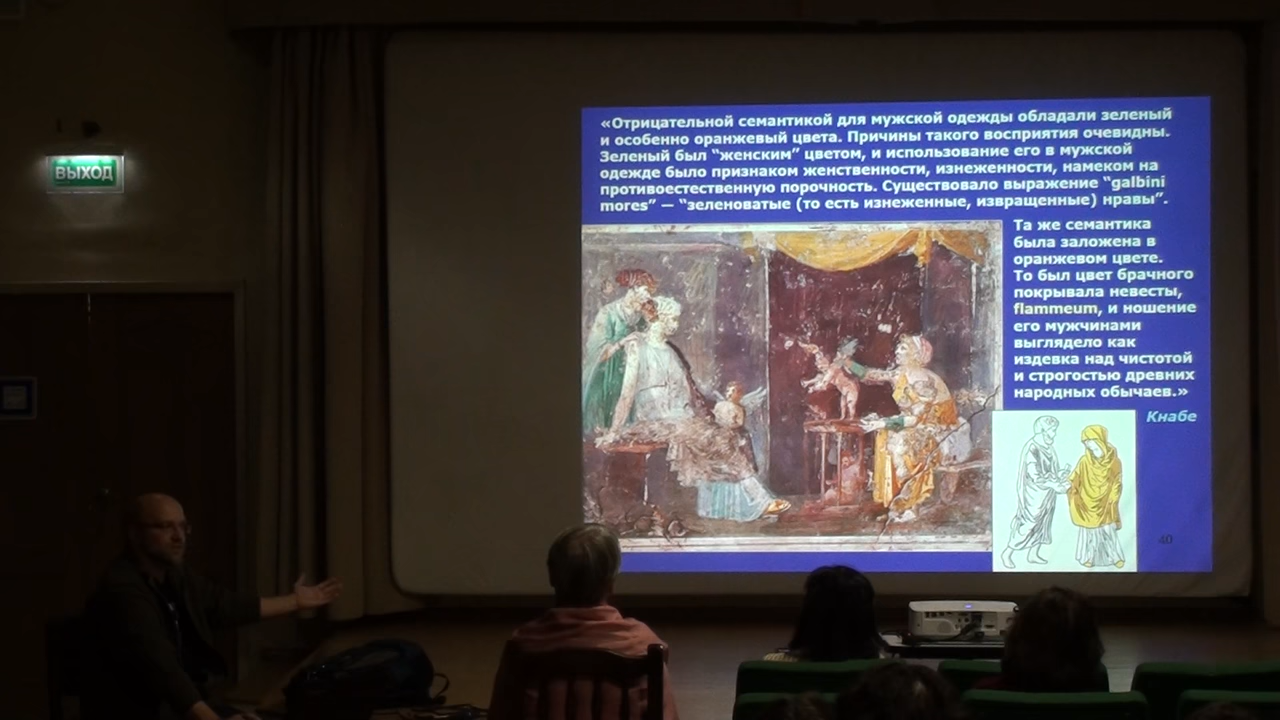 ВЫХОД
«Отрицательной семантикой для мужской одежды обладали зеленый
и особенно оранжевый цвета. Причины такого восприятия очевидны.
Зеленый был “женским” цветом, и использование его в мужской
одежде было признаком женственности, изнеженности, намеком на
противоестественную порочность. Существовало выражение “galbini
mores” — “зеленоватые (то есть изнеженные, извращенные) нравы”.
Та же семантика
была заложена в
оранжевом цвете.
То был цвет брачного
покрывала невесты,
flammeum, и ношение
его мужчинами
выглядело как
издевка над чистотой
и строгостью древних
народных обычаев.»
Кнабе
40